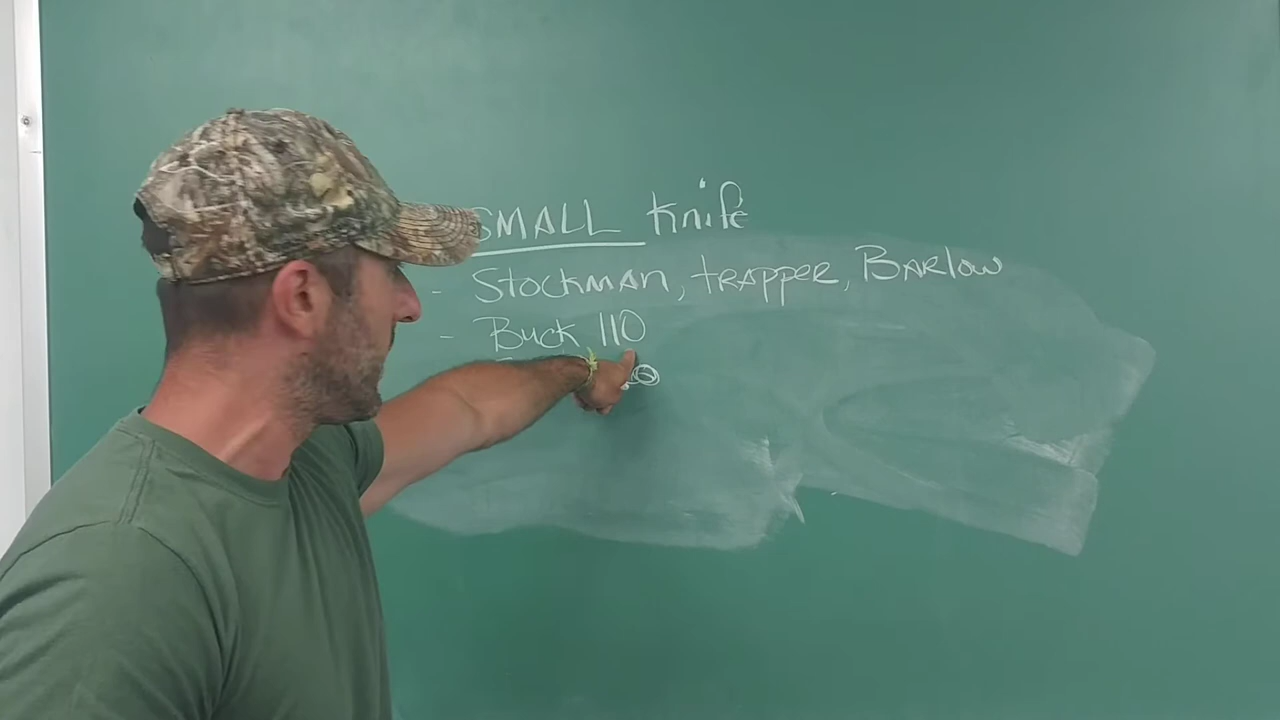 SMALL knife
- Stockman, trapper, Barlow
- Buck 110